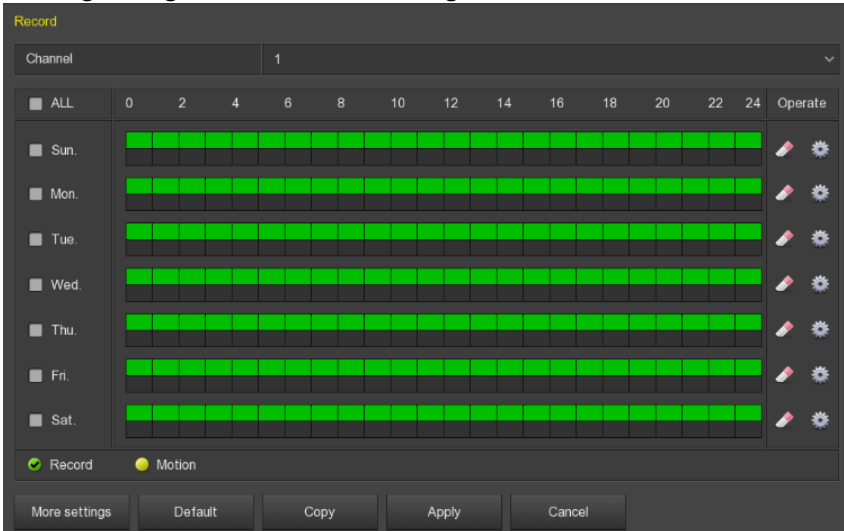 Record
Channel 1
ALL 0 2 4 6 8 10 12 14 16 18 20 22 24 Operate
Sun.
Mon.
Tue.
Wed.
Thu.
Fri.
Sat.
Record Motion
More settings Default Copy Apply Cancel